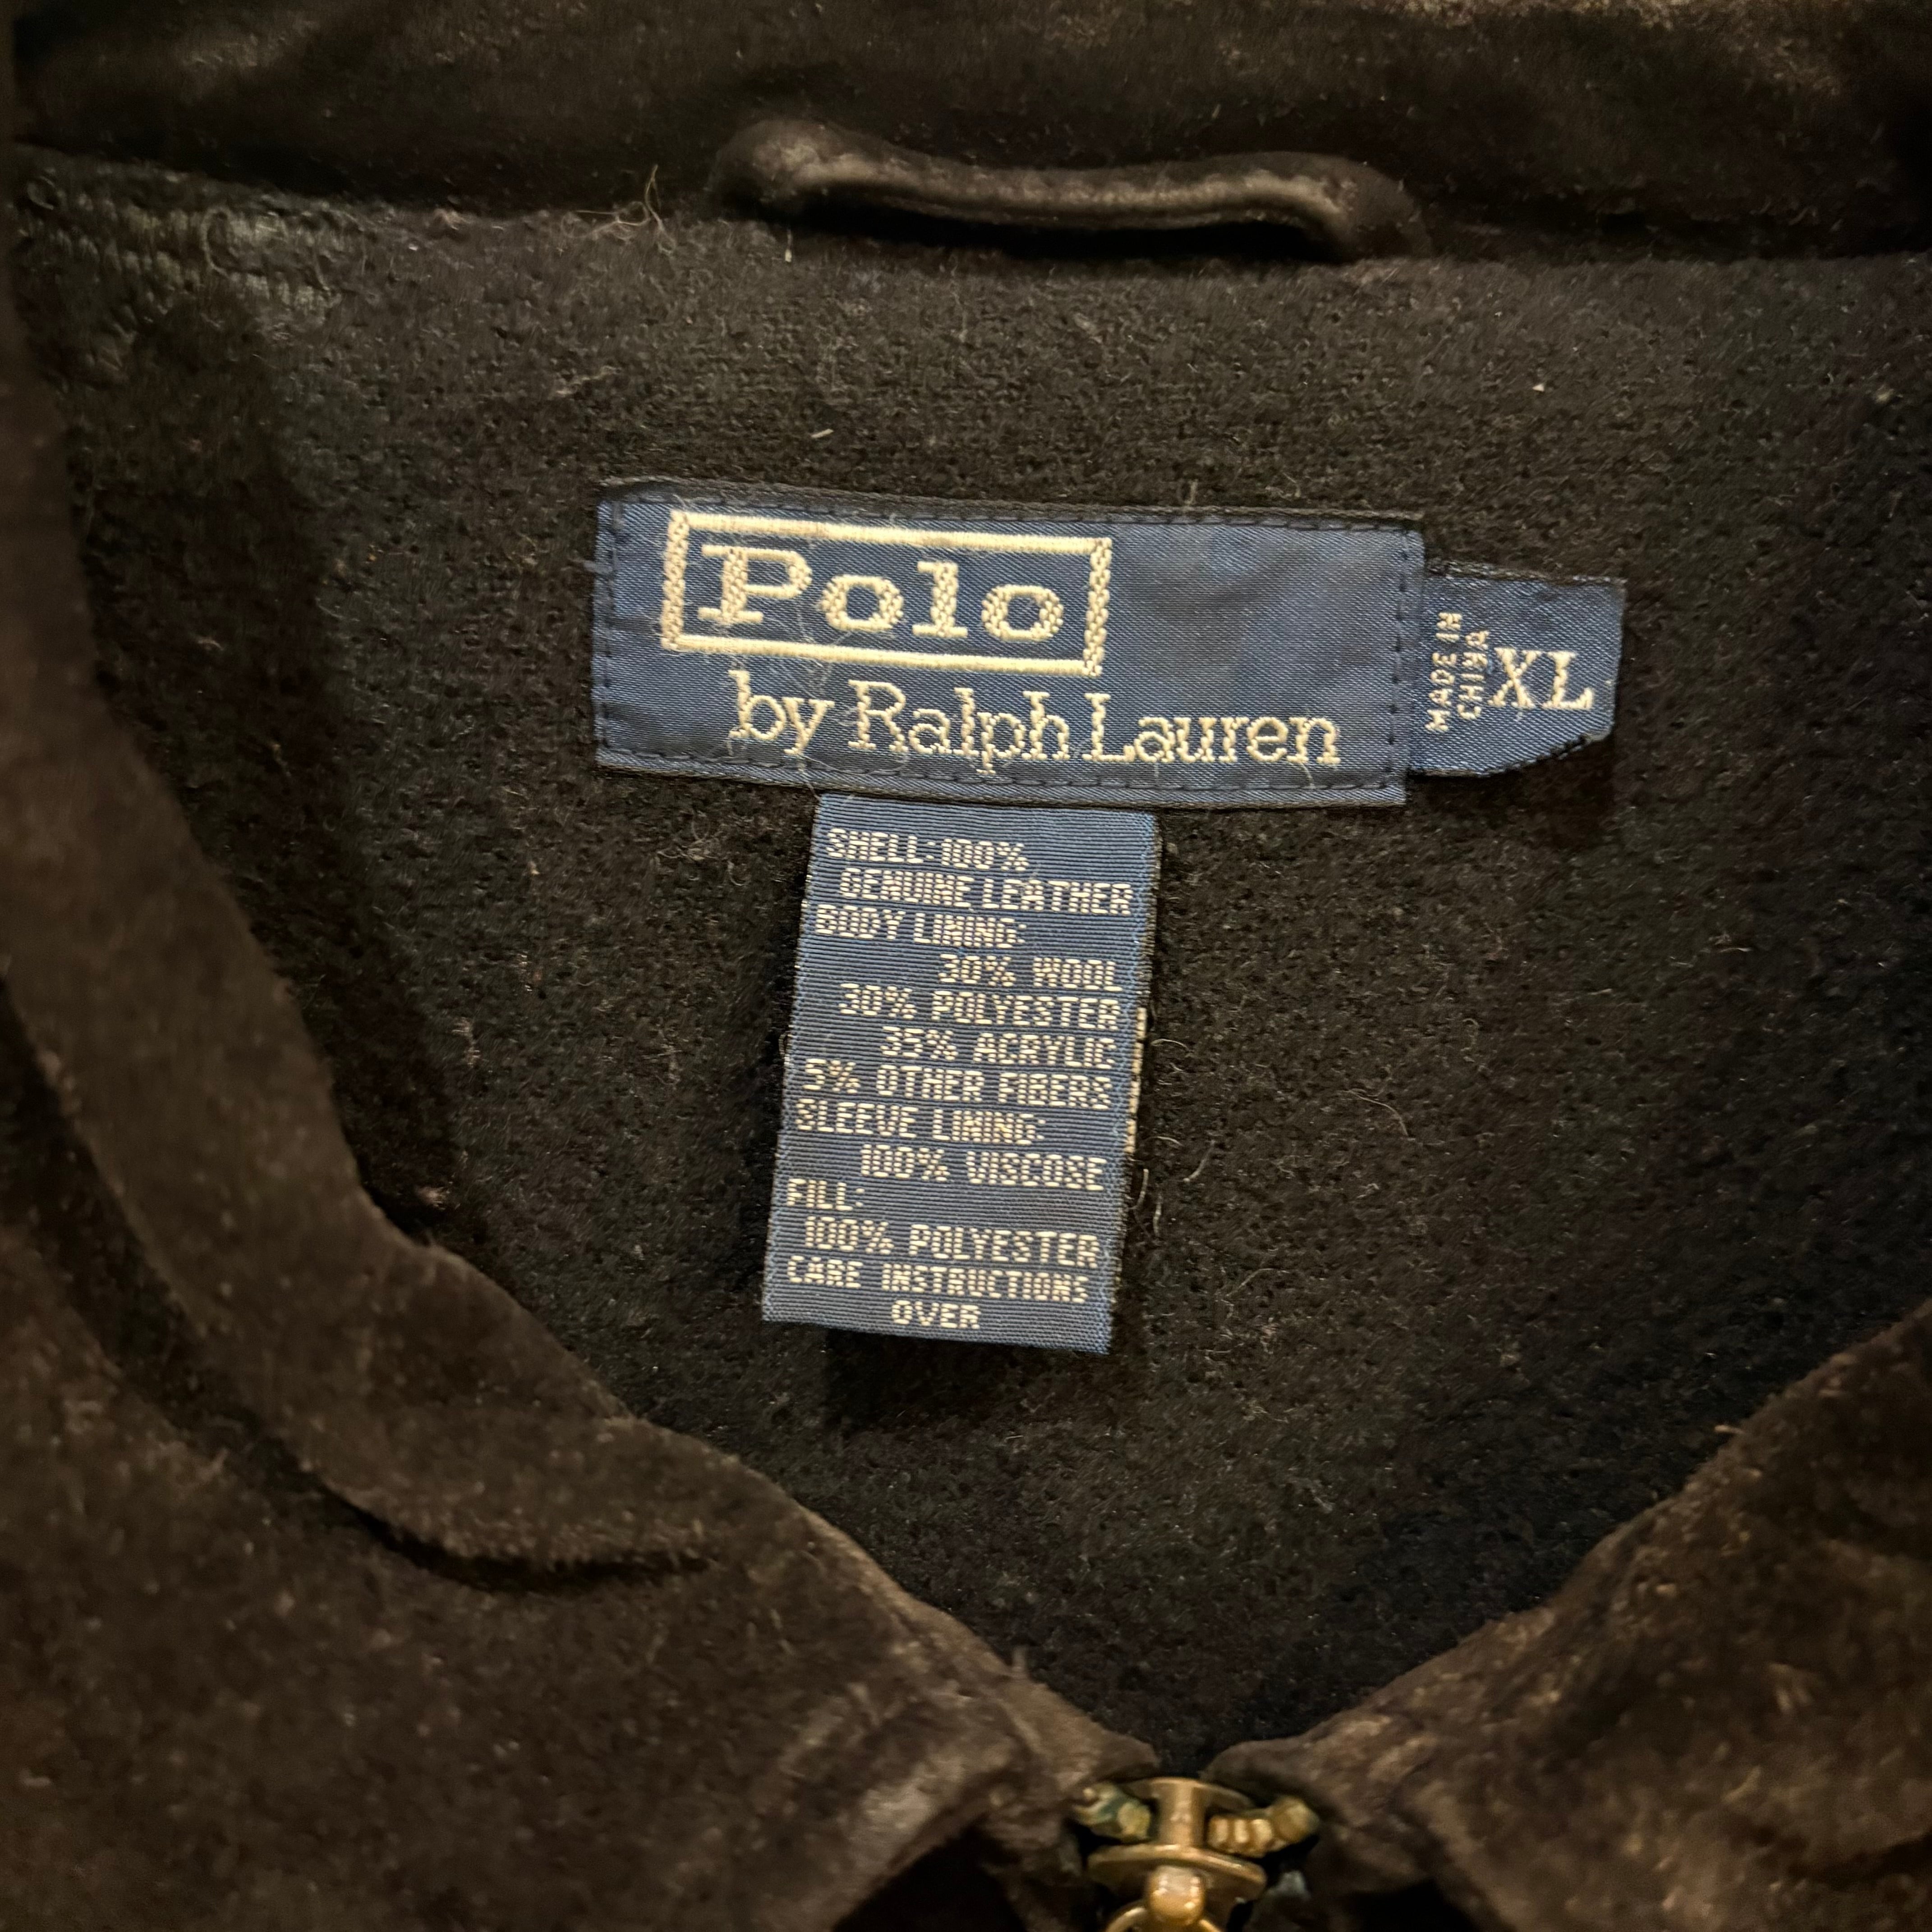 Polo
by Ralph Lauren
MADE IN
CHINA
XL
SHELL: 100%
GENUINE LEATHER
BODY LINING:
30% WOOL
30% POLYESTER
35% ACRYLIC
5% OTHER FIBERS
SLEEVE LINING:
100% VISCOSE
FILL:
100% POLYESTER
CARE INSTRUCTIONS
OVER